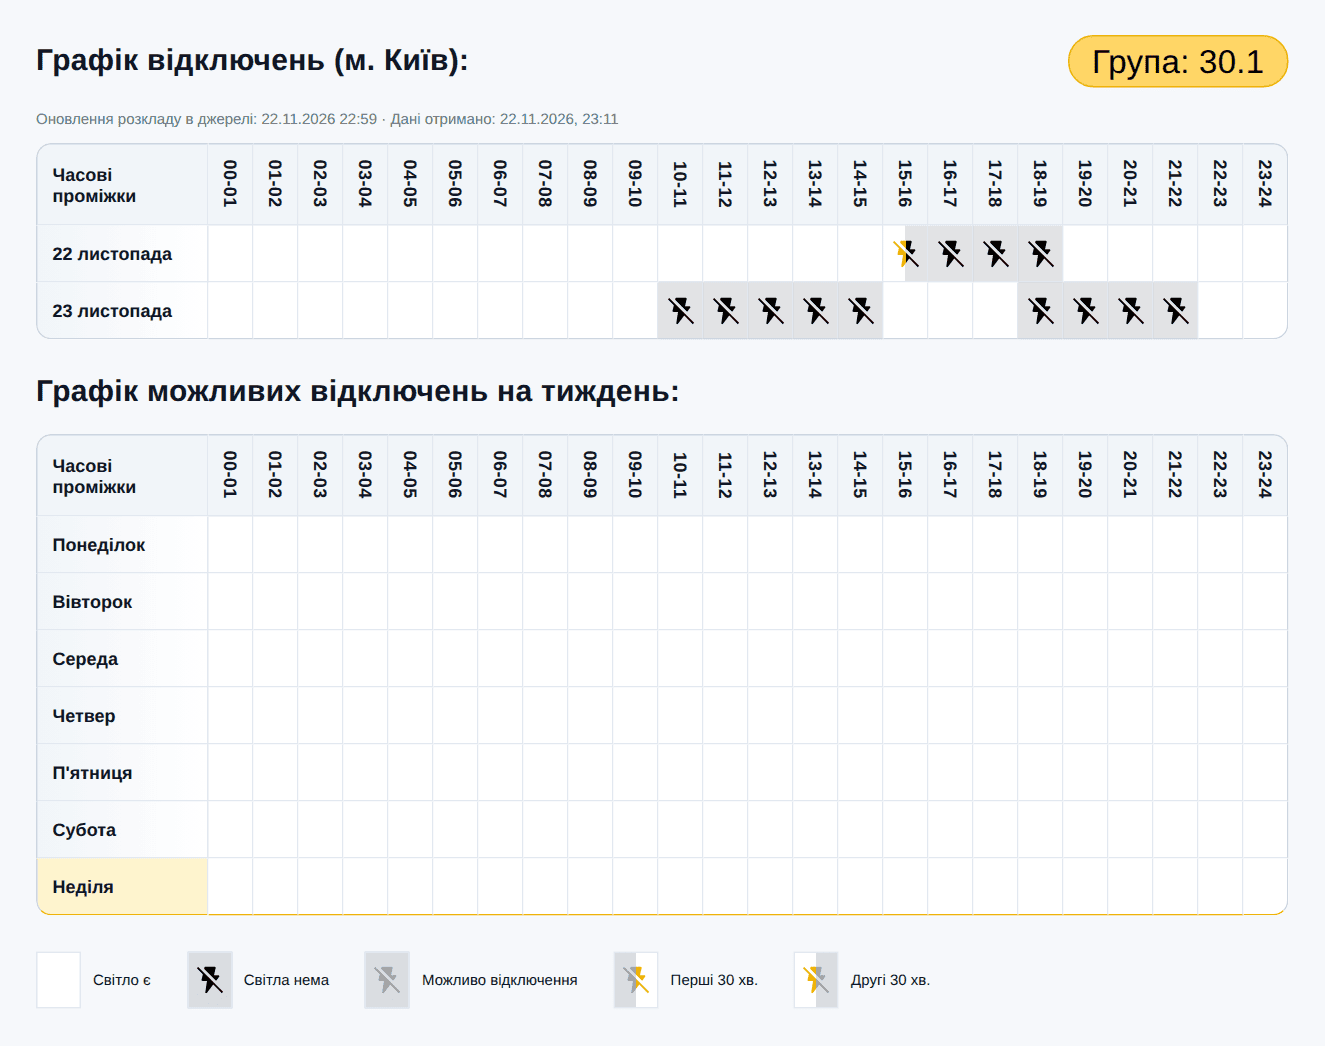 Графік відключень (м. Київ):
Група: 30.1
Оновлення розкладу в джерелі: 22.11.2026 22:59 · Дані отримано: 22.11.2026, 23:11
Часові проміжки 00-01 01-02 02-03 03-04 04-05 05-06 06-07 07-08 08-09 09-10 10-11 11-12 12-13 13-14 14-15 15-16 16-17 17-18 18-19 19-20 20-21 21-22 22-23 23-24
22 листопада
23 листопада
Графік можливих відключень на тиждень:
Часові проміжки 00-01 01-02 02-03 03-04 04-05 05-06 06-07 07-08 08-09 09-10 10-11 11-12 12-13 13-14 14-15 15-16 16-17 17-18 18-19 19-20 20-21 21-22 22-23 23-24
Понеділок
Вівторок
Середа
Четвер
П'ятниця
Субота
Неділя
Світло є Світла нема Можливо відключення Перші 30 хв. Другі 30 хв.